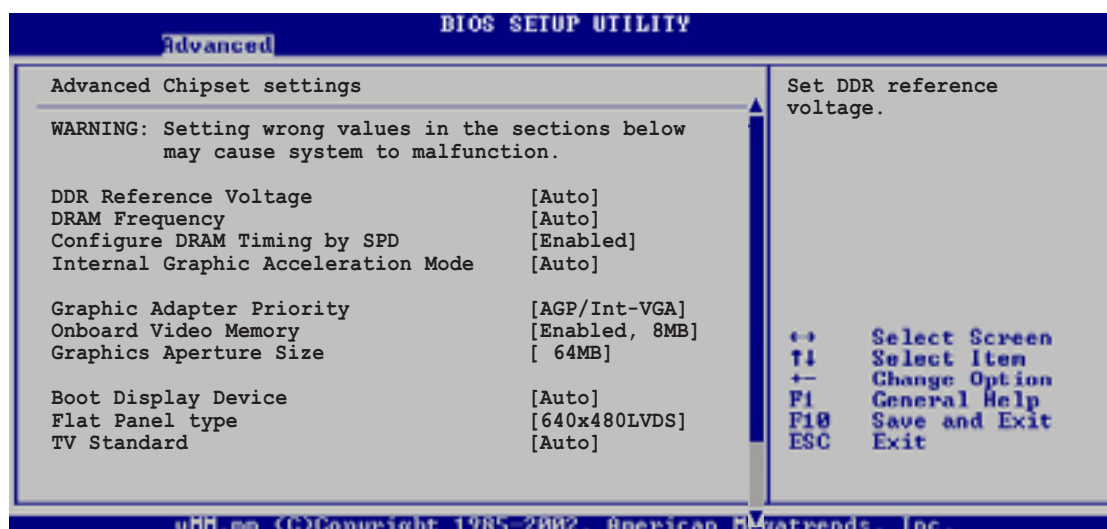 BIOS SETUP UTILITY
Advanced
Advanced Chipset settings
WARNING: Setting wrong values in the sections below
may cause system to malfunction.
DDR Reference Voltage [Auto]
DRAM Frequency [Auto]
Configure DRAM Timing by SPD [Enabled]
Internal Graphic Acceleration Mode [Auto]
Graphic Adapter Priority [AGP/Int-VGA]
Onboard Video Memory [Enabled, 8MB]
Graphics Aperture Size [ 64MB]
Boot Display Device [Auto]
Flat Panel type [640x480LVDS]
TV Standard [Auto]
Set DDR reference
voltage.
←→ Select Screen
↑↓ Select Item
+- Change Option
F1 General Help
F10 Save and Exit
ESC Exit
(C)Copyright 1985-2002, American Megatrends, Inc.